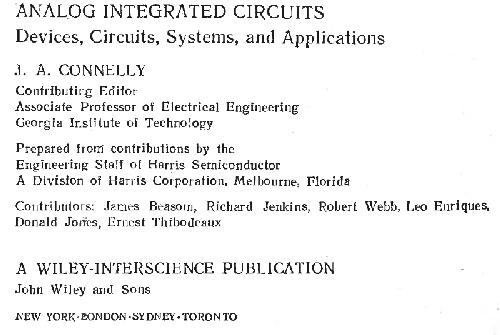 ANALOG INTEGRATED CIRCUITS
Devices, Circuits, Systems, and Applications
J. A. CONNELLY
Contributing Editor
Associate Professor of Electrical Engineering
Georgia Institute of Technology
Prepared from contributions by the
Engineering Staff of Harris Semiconductor
A Division of Harris Corporation, Melbourne, Florida
Contributors: James Beasom, Richard Jenkins, Robert Webb, Leo Enriques,
Donald Jones, Ernest Thibodeaux
A WILEY-INTERSCIENCE PUBLICATION
John Wiley and Sons
NEW YORK·LONDON·SYDNEY·TORONTO